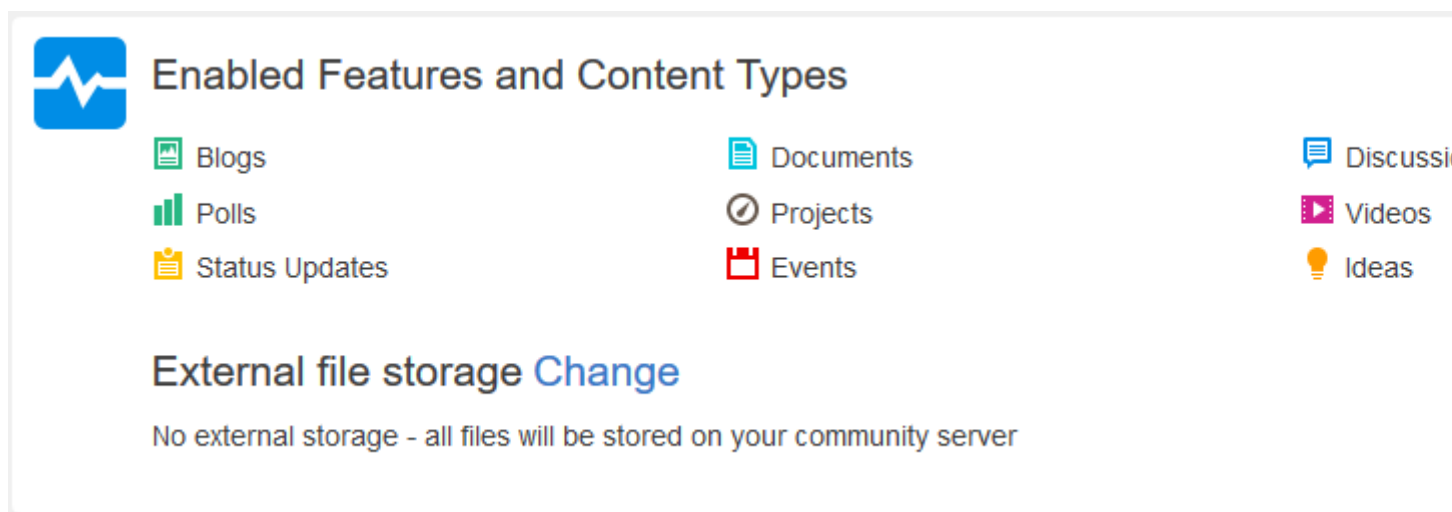 Enabled Features and Content Types
Blogs Documents
Polls Projects Videos
Status Updates Events Ideas
External file storage Change
No external storage - all files will be stored on your community server